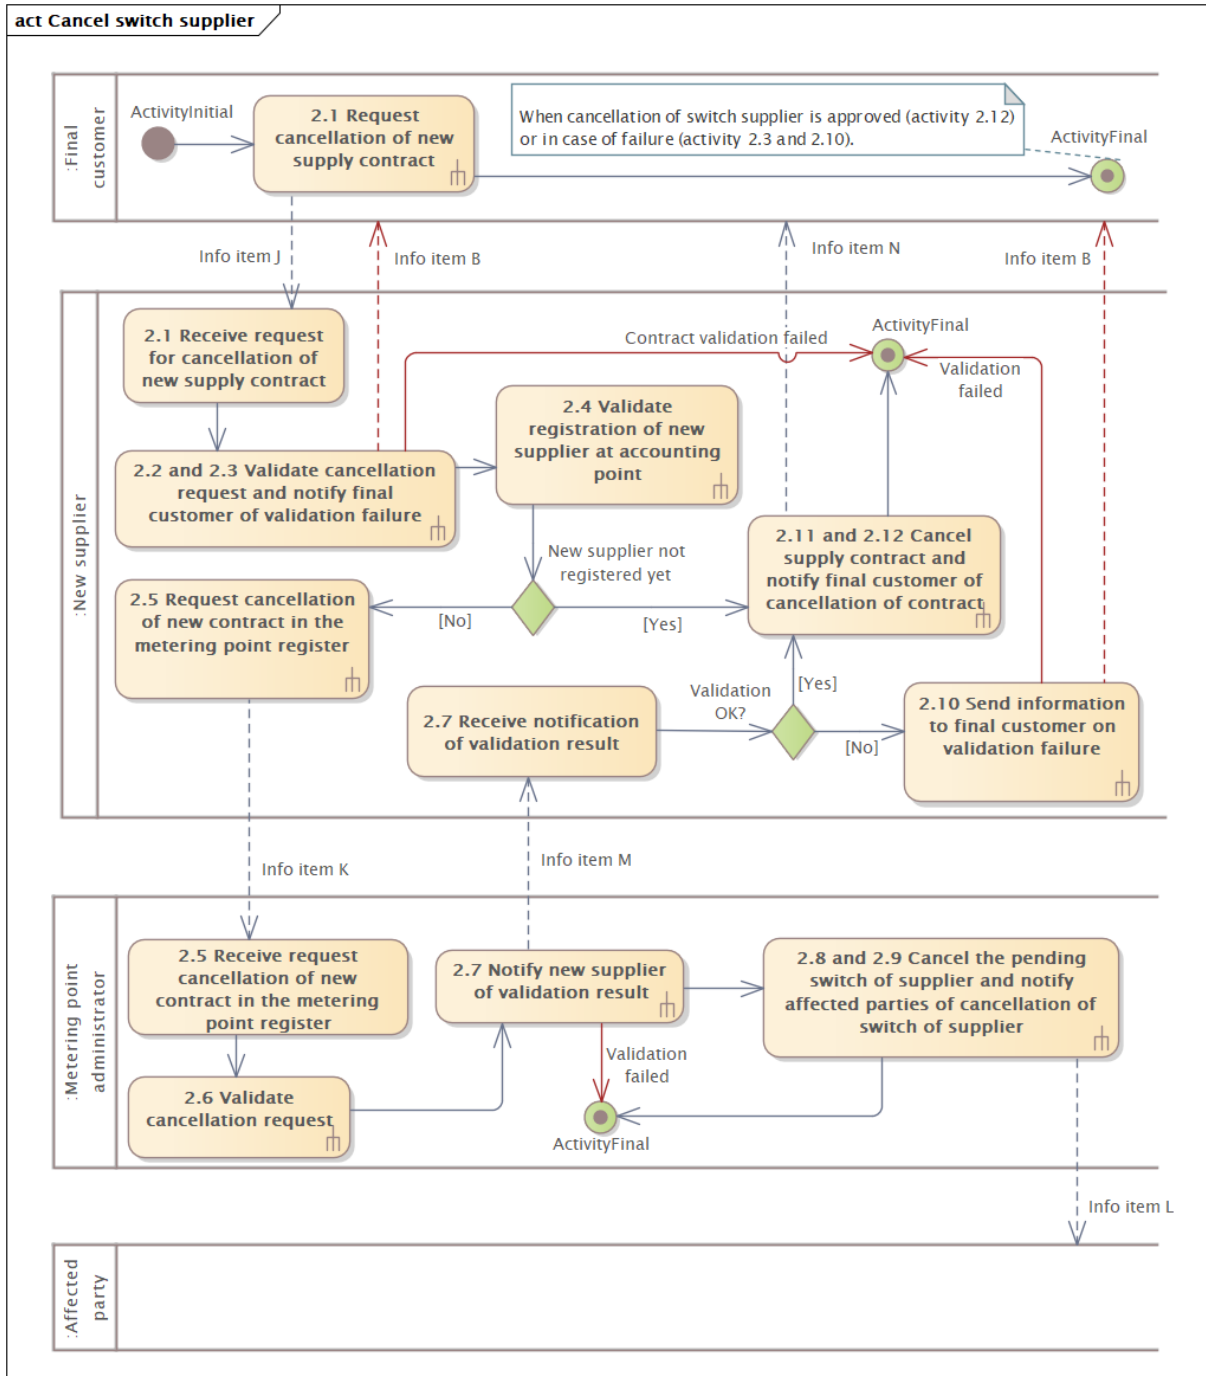 act Cancel switch supplier
:Final
customer
ActivityInitial
2.1 Request
cancellation of new
supply contract
When cancellation of switch supplier is approved (activity 2.12)
or in case of failure (activity 2.3 and 2.10).
ActivityFinal
Info item J
Info item B
Info item N
Info item B
:New supplier
2.1 Receive request
for cancellation of
new supply contract
Contract validation failed
ActivityFinal
Validation
failed
2.4 Validate
registration of new
supplier at accounting
point
2.2 and 2.3 Validate cancellation
request and notify final
customer of validation failure
New supplier not
registered yet
2.11 and 2.12 Cancel
supply contract and
notify final customer of
cancellation of contract
2.5 Request cancellation
of new contract in the
metering point register
[No]
[Yes]
2.7 Receive notification
of validation result
Validation
OK?
[Yes]
[No]
2.10 Send information
to final customer on
validation failure
Info item K
Info item M
:Metering point
administrator
2.5 Receive request
cancellation of new
contract in the metering
point register
2.7 Notify new supplier
of validation result
2.8 and 2.9 Cancel the pending
switch of supplier and notify
affected parties of cancellation of
switch of supplier
2.6 Validate
cancellation request
Validation
failed
ActivityFinal
Info item L
:Affected
party